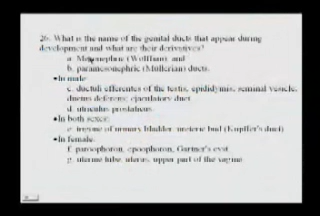 26. What is the name of the genital ducts that appear during
development and what are their derivatives?
a. Mesonephric (Wolffian) and
b. paramesonephric (Müllerian) ducts.
•In male
c. ductuli efferentes of the testis, epididymis, seminal vesicle,
ductus deferens, ejaculatory duct
d. utriculus prostaticus
•In both sexes:
e. trigone of urinary bladder, ureteric bud (Kupffer's duct)
•In female:
f. paroophoron, epoophoron, Gartner's cyst
g. uterine tube, uterus, upper part of the vagina